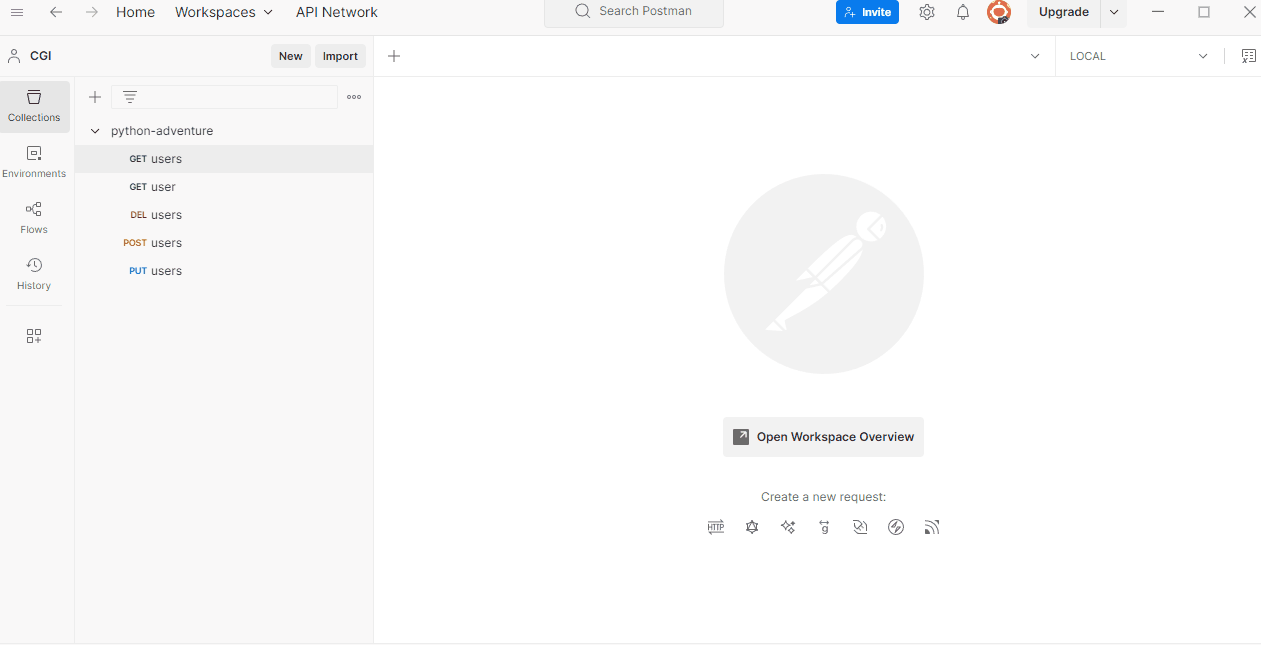 Home Workspaces API Network Search Postman Invite Upgrade
CGI New Import LOCAL
Collections
Environments
Flows
History
python-adventure
GET users
GET user
DEL users
POST users
PUT users
Open Workspace Overview
Create a new request:
HTTP
g